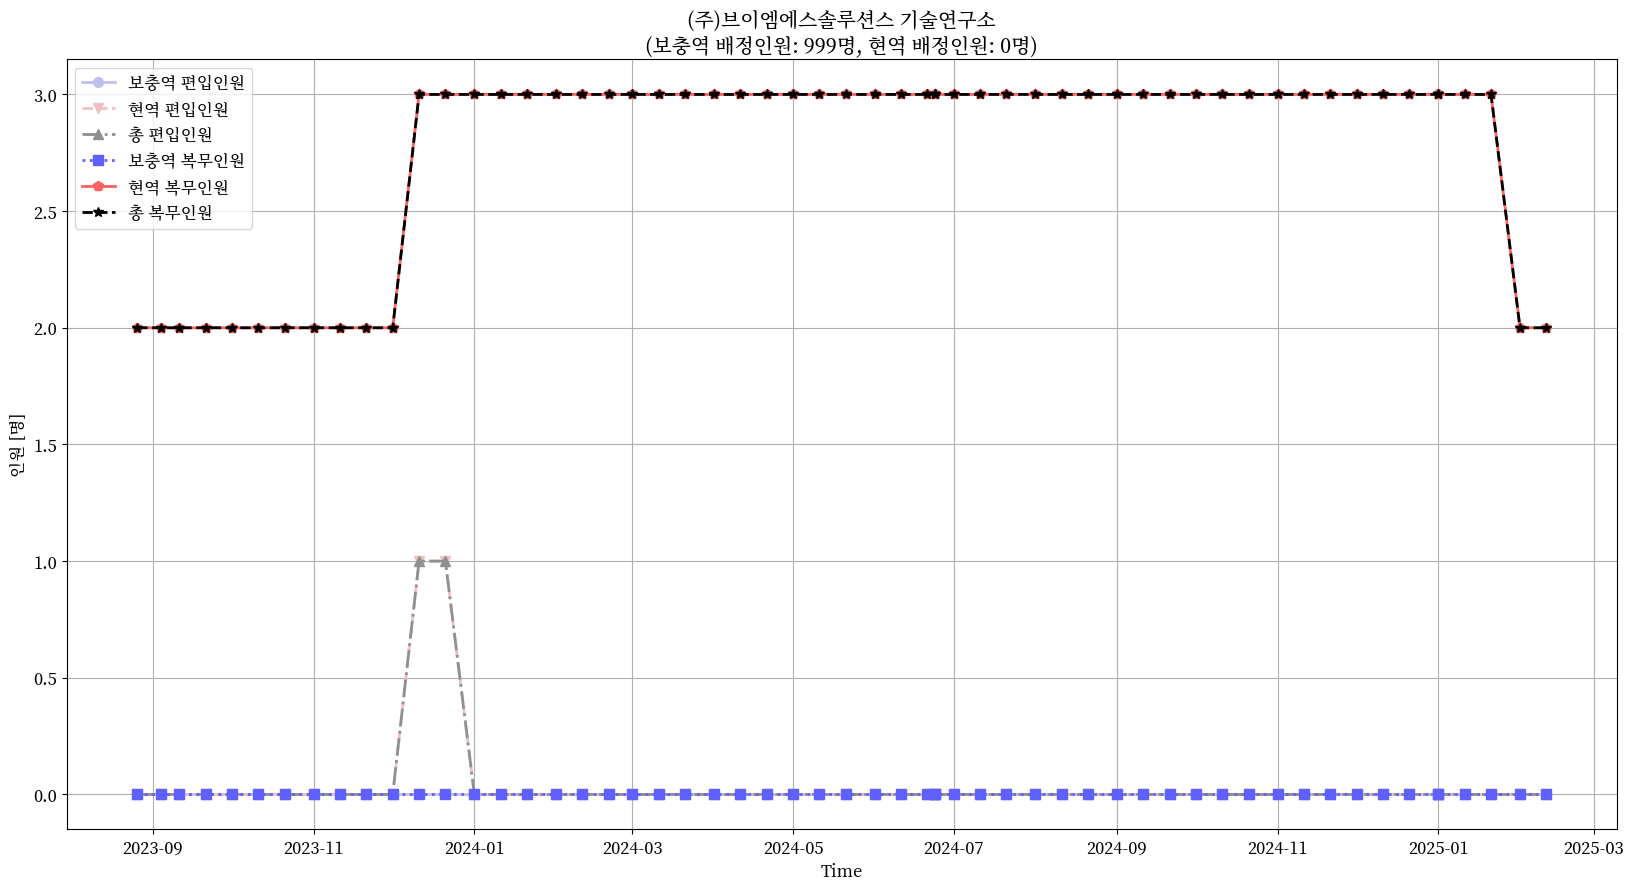 (주)브이엠에스솔루션스 기술연구소
(보충역 배정인원: 999명, 현역 배정인원: 0명)
보충역 편입인원
현역 편입인원
총 편입인원
보충역 복무인원
현역 복무인원
총 복무인원
3.0
2.5
2.0
1.5
1.0
0.5
0.0
인원 [명]
2023-09
2023-11
2024-01
2024-03
2024-05
2024-07
2024-09
2024-11
2025-01
2025-03
Time